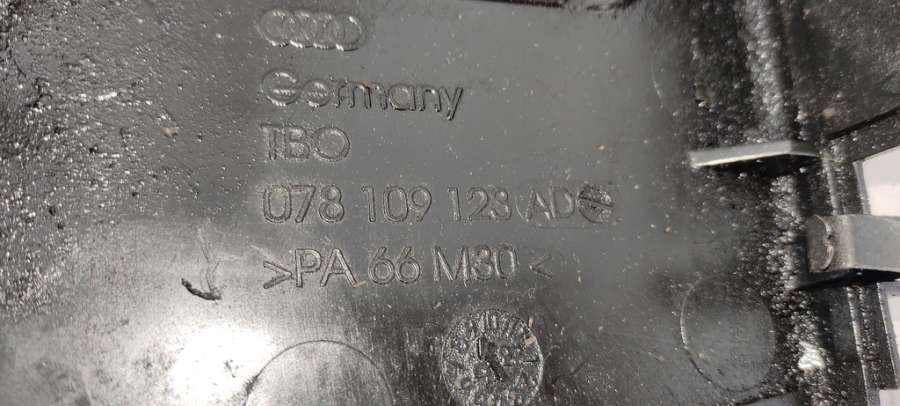 Germany
TBO
078 109 123 AD
>PA 66 M30<